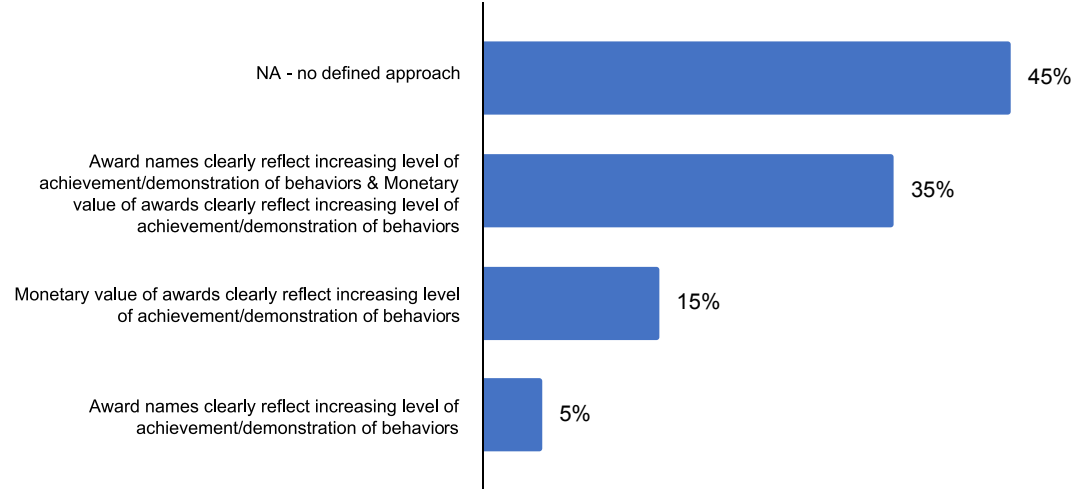 NA - no defined approach
45%
Award names clearly reflect increasing level of
achievement/demonstration of behaviors & Monetary
value of awards clearly reflect increasing level of
achievement/demonstration of behaviors
35%
Monetary value of awards clearly reflect increasing level
of achievement/demonstration of behaviors
15%
Award names clearly reflect increasing level of
achievement/demonstration of behaviors
5%